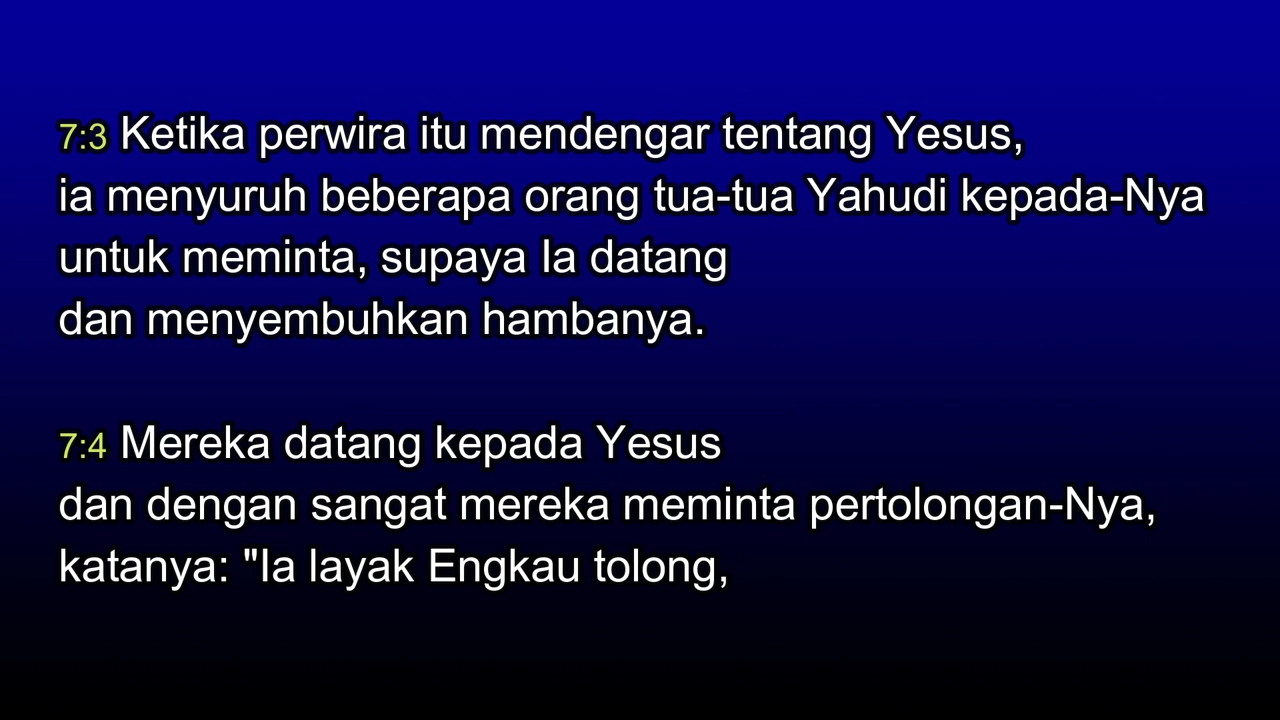 7:3 Ketika perwira itu mendengar tentang Yesus,
ia menyuruh beberapa orang tua-tua Yahudi kepada-Nya
untuk meminta, supaya Ia datang
dan menyembuhkan hambanya.
7:4 Mereka datang kepada Yesus
dan dengan sangat mereka meminta pertolongan-Nya,
katanya: "Ia layak Engkau tolong,